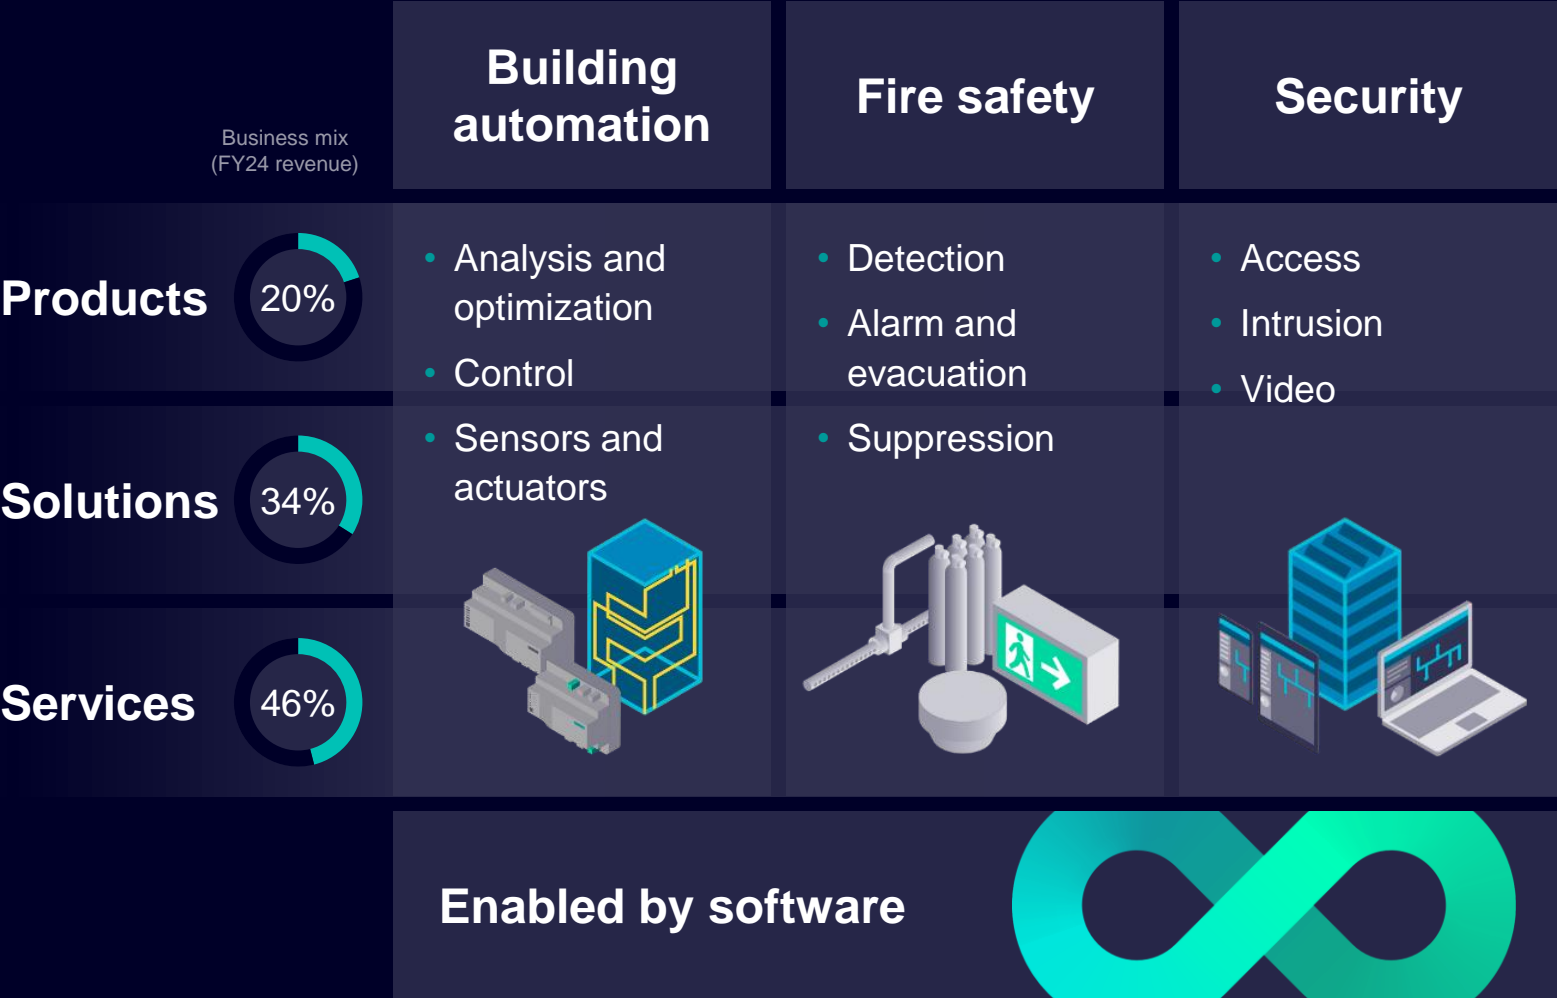 Building
automation
Fire safety
Security
Business mix
(FY24 revenue)
Products
20%
Solutions
34%
Services
46%
• Analysis and
optimization
• Control
• Sensors and
actuators
• Detection
• Alarm and
evacuation
• Suppression
• Access
• Intrusion
• Video
Enabled by software